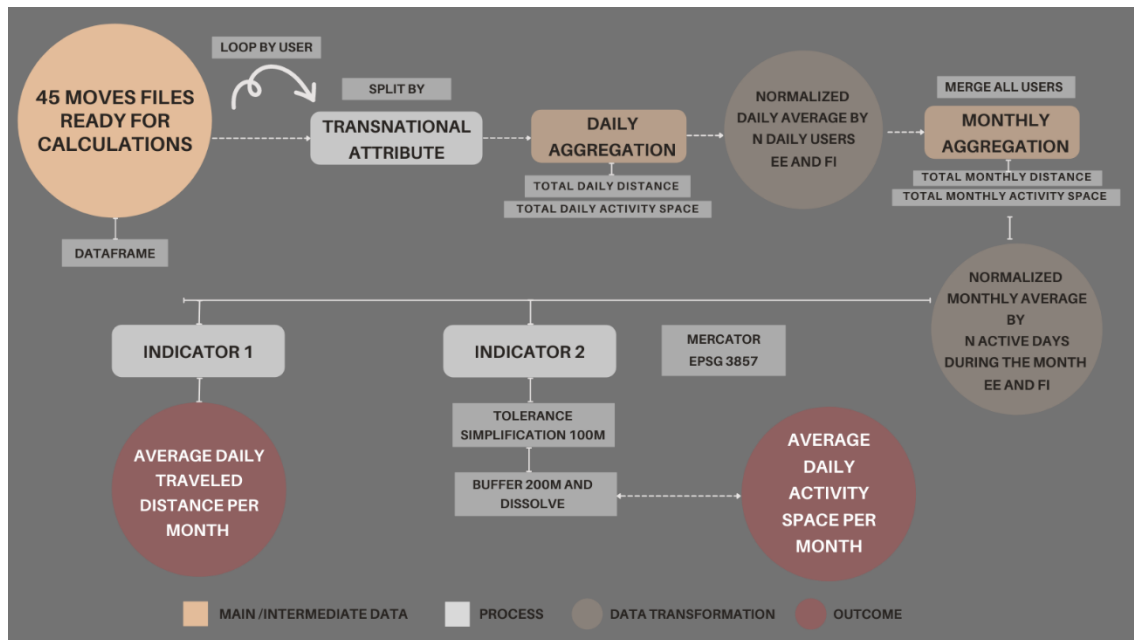 45 MOVES FILES
READY FOR
CALCULATIONS
LOOP BY USER
SPLIT BY
TRANSNATIONAL
ATTRIBUTE
DAILY
AGGREGATION
TOTAL DAILY DISTANCE
TOTAL DAILY ACTIVITY SPACE
NORMALIZED
DAILY AVERAGE BY
N DAILY USERS
EE AND FI
MERGE ALL USERS
MONTHLY
AGGREGATION
TOTAL MONTHLY DISTANCE
TOTAL MONTHLY ACTIVITY SPACE
DATAFRAME
NORMALIZED
MONTHLY AVERAGE
BY
N ACTIVE DAYS
DURING THE MONTH
EE AND FI
INDICATOR 1
INDICATOR 2
MERCATOR
EPSG 3857
AVERAGE DAILY
TRAVELED
DISTANCE PER
MONTH
TOLERANCE
SIMPLIFICATION 100M
BUFFER 200M AND
DISSOLVE
AVERAGE
DAILY
ACTIVITY
SPACE PER
MONTH
MAIN /INTERMEDIATE DATA
PROCESS
DATA TRANSFORMATION
OUTCOME